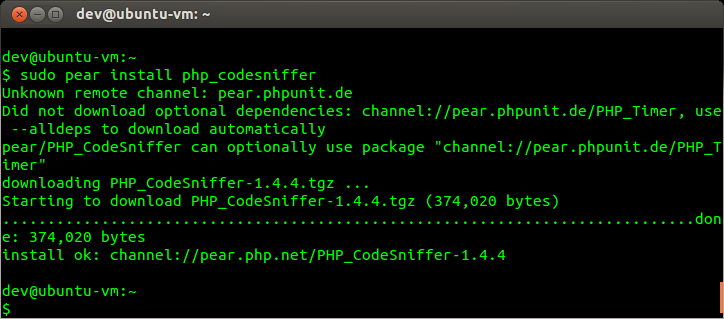 dev@ubuntu-vm: ~
dev@ubuntu-vm:~
$ sudo pear install php_codesniffer
Unknown remote channel: pear.phpunit.de
Did not download optional dependencies: channel://pear.phpunit.de/PHP_Timer, use
 --alldeps to download automatically
pear/PHP_CodeSniffer can optionally use package "channel://pear.phpunit.de/PHP_T
imer"
downloading PHP_CodeSniffer-1.4.4.tgz ...
Starting to download PHP_CodeSniffer-1.4.4.tgz (374,020 bytes)
.............................................................................don
e: 374,020 bytes
install ok: channel://pear.php.net/PHP_CodeSniffer-1.4.4
dev@ubuntu-vm:~
$